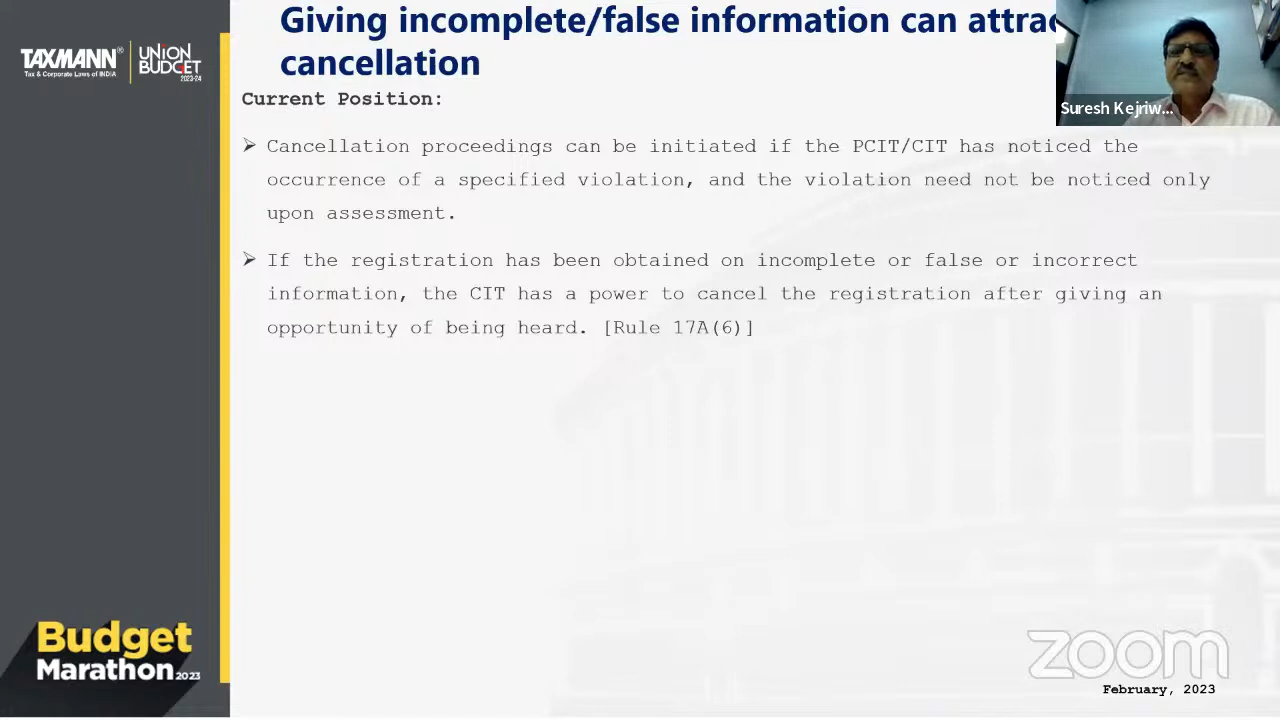 Giving incomplete/false information can attrac
cancellation
TAXMANN®
Tax & Corporate Laws of INDIA
UNION
BUDGET
2023-24
Suresh Kejriw...
Current Position:
➢ Cancellation proceedings can be initiated if the PCIT/CIT has noticed the
occurrence of a specified violation, and the violation need not be noticed only
upon assessment.
➢ If the registration has been obtained on incomplete or false or incorrect
information, the CIT has a power to cancel the registration after giving an
opportunity of being heard. [Rule 17A(6)]
Budget
Marathon 2023
zoom
February, 2023